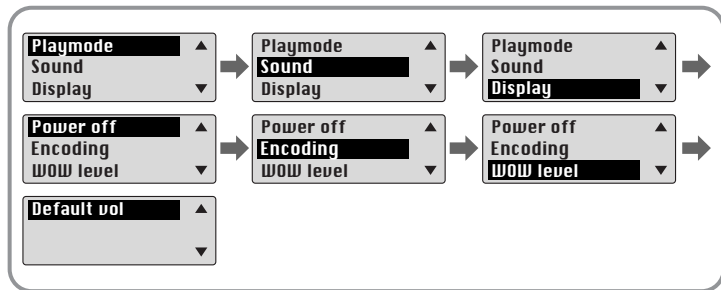 Playmode
Sound
Display
Playmode
Sound
Display
Playmode
Sound
Display
Power off
Encoding
WOW level
Power off
Encoding
WOW level
Power off
Encoding
WOW level
Default vol